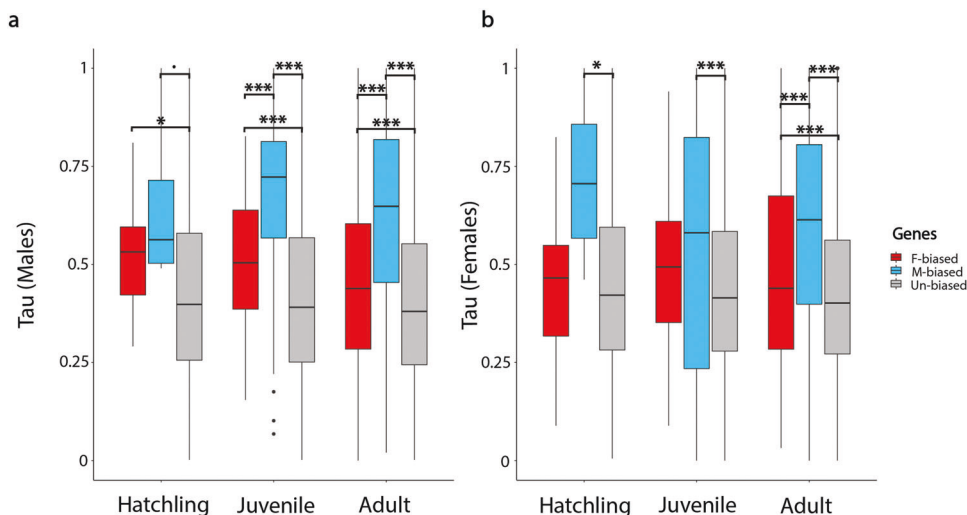 a
Tau (Males)
1
0.75
0.5
0.25
0
*
.
***
***
***
***
***
***
Hatchling
Juvenile
Adult
b
Tau (Females)
1
0.75
0.5
0.25
0
*
***
***
***
***
Hatchling
Juvenile
Adult
Genes
F-biased
M-biased
Un-biased